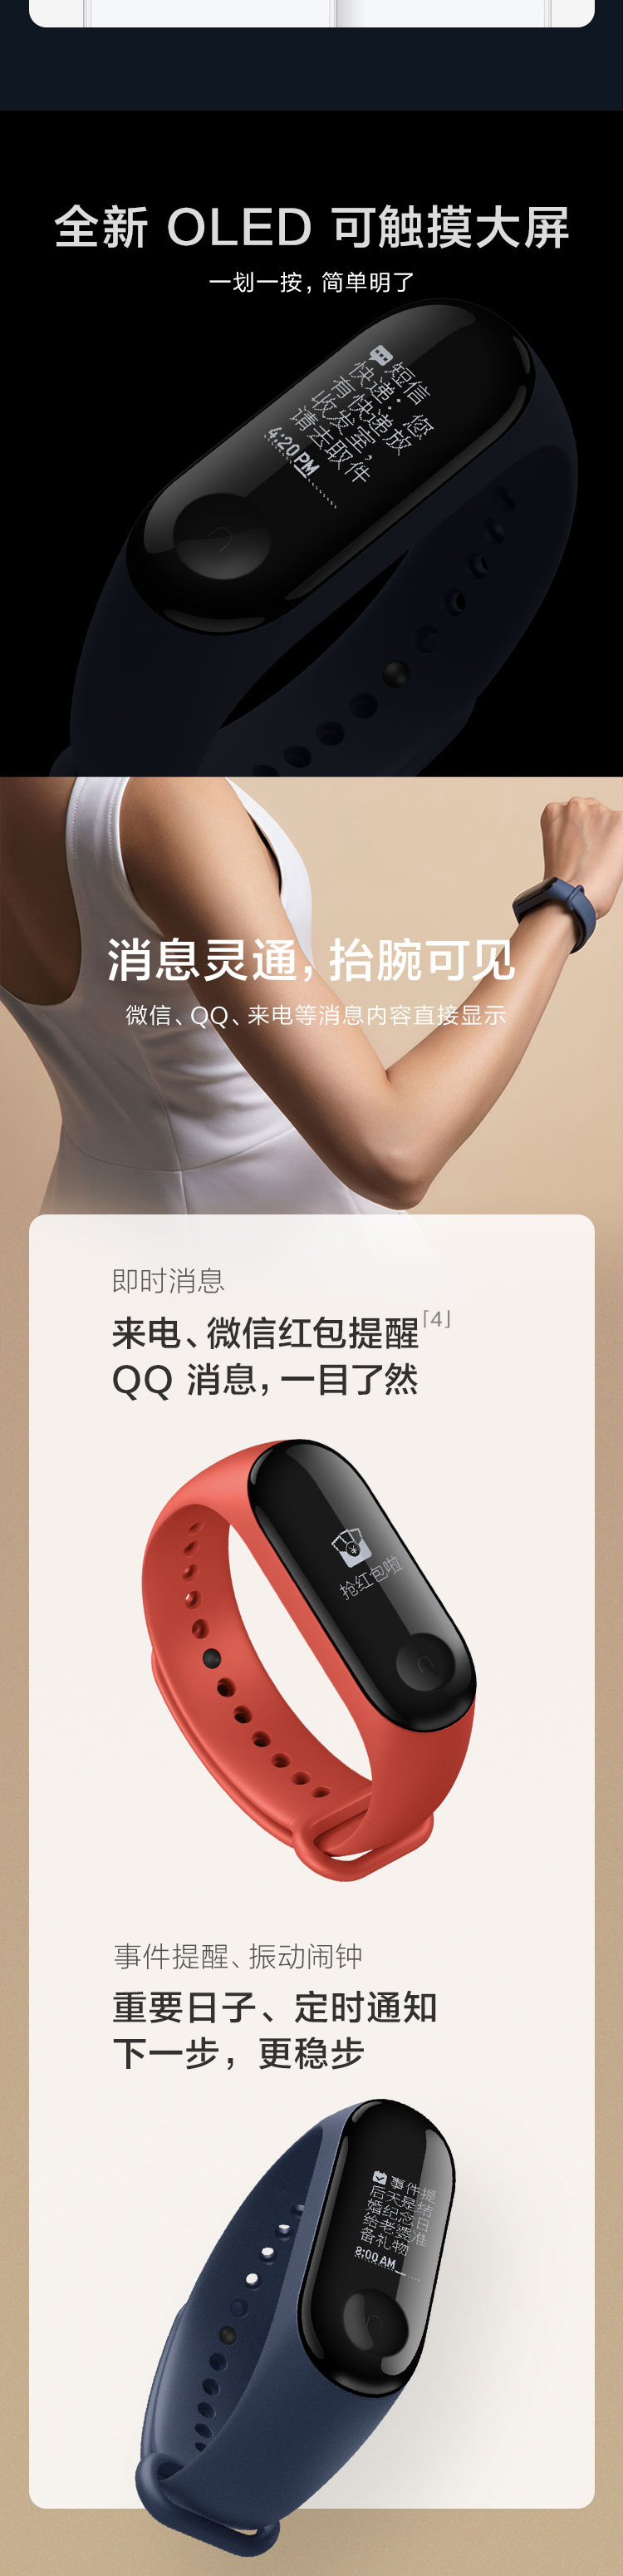 全新 OLED 可触摸大屏
一划一按，简单明了
短信
快递：您
有快递放
收发室，
请去取件
4:20PM
消息灵通，抬腕可见
微信、QQ、来电等消息内容直接显示
即时消息
来电、微信红包提醒「4」
QQ 消息，一目了然
抢红包啦
事件提醒、振动闹钟
重要日子、定时通知
下一步，更稳步
事件提
后天是结
婚纪念日
给老婆准
备礼物
8:00 AM